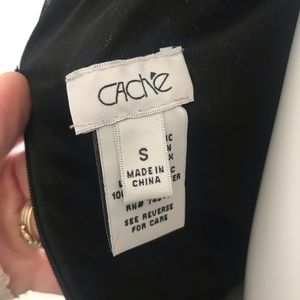 CACHÉ
S
MADE IN
CHINA
RN#
SEE REVERSE
FOR CARE